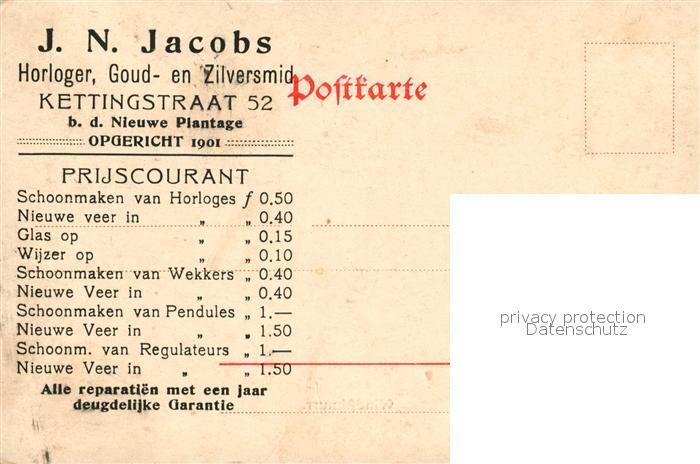 J. N. Jacobs
Horloger, Goud- en Zilversmid
KETTINGSTRAAT 52
b. d. Nieuwe Plantage
OPGERICHT 1901
Poſtkarte
PRIJSCOURANT
Schoonmaken van Horloges ƒ 0.50
Nieuwe veer in „ „ 0.40
Glas op „ „ 0.15
Wijzer op „ „ 0.10
Schoonmaken van Wekkers „ 0.40
Nieuwe Veer in „ „ 0.40
Schoonmaken van Pendules „ 1.—
Nieuwe Veer in „ „ 1.50
Schoonm. van Regulateurs „ 1.—
Nieuwe Veer in „ „ 1.50
Alle reparatiën met een jaar
deugdelijke Garantie
privacy protection
Datenschutz